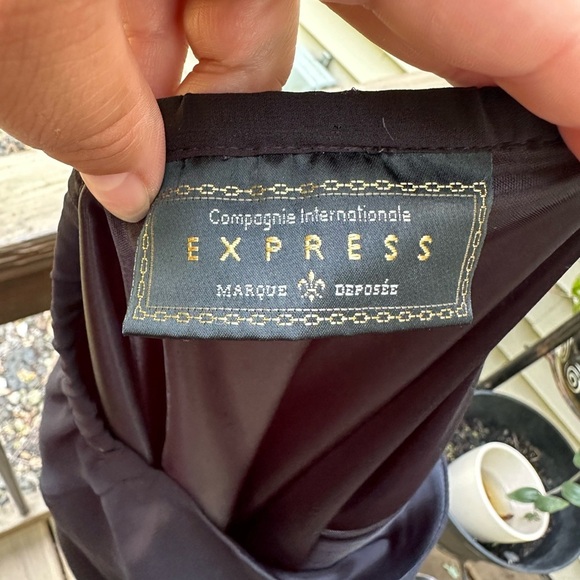 Compagnie Internationale
EXPRESS
MARQUE DEPOSÉE